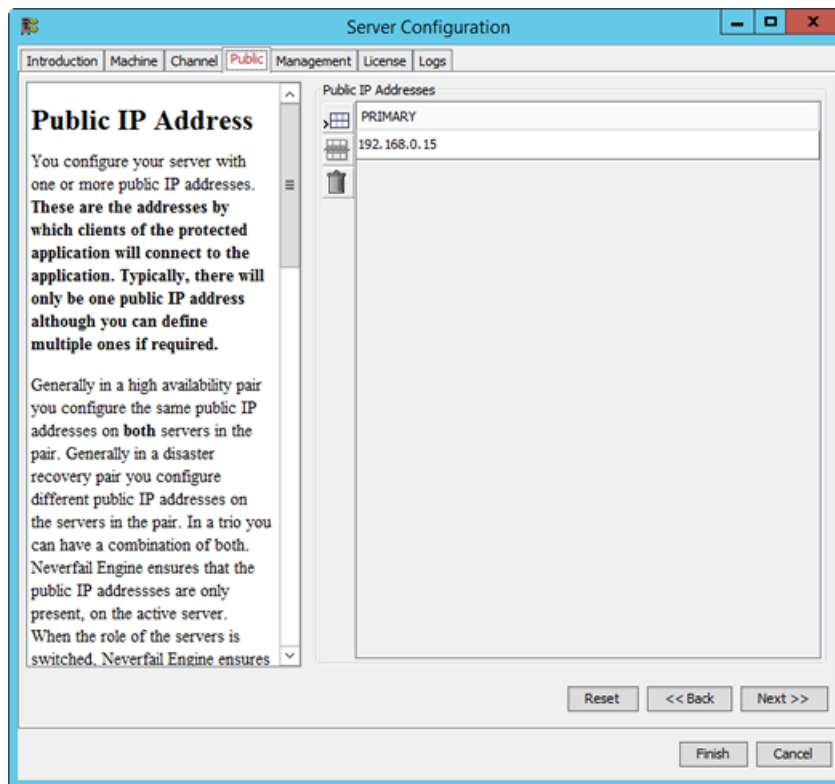 Server Configuration
Introduction Machine Channel Public Management License Logs
Public IP Address
You configure your server with
one or more public IP addresses.
These are the addresses by
which clients of the protected
application will connect to the
application. Typically, there will
only be one public IP address
although you can define
multiple ones if required.
Generally in a high availability pair
you configure the same public IP
addresses on both servers in the
pair. Generally in a disaster
recovery pair you configure
different public IP addresses on
the servers in the pair. In a trio you
can have a combination of both.
Neverfail Engine ensures that the
public IP addressses are only
present, on the active server.
When the role of the servers is
switched, Neverfail Engine ensures
Public IP Addresses
PRIMARY
192.168.0.15
Reset << Back Next >>
Finish Cancel